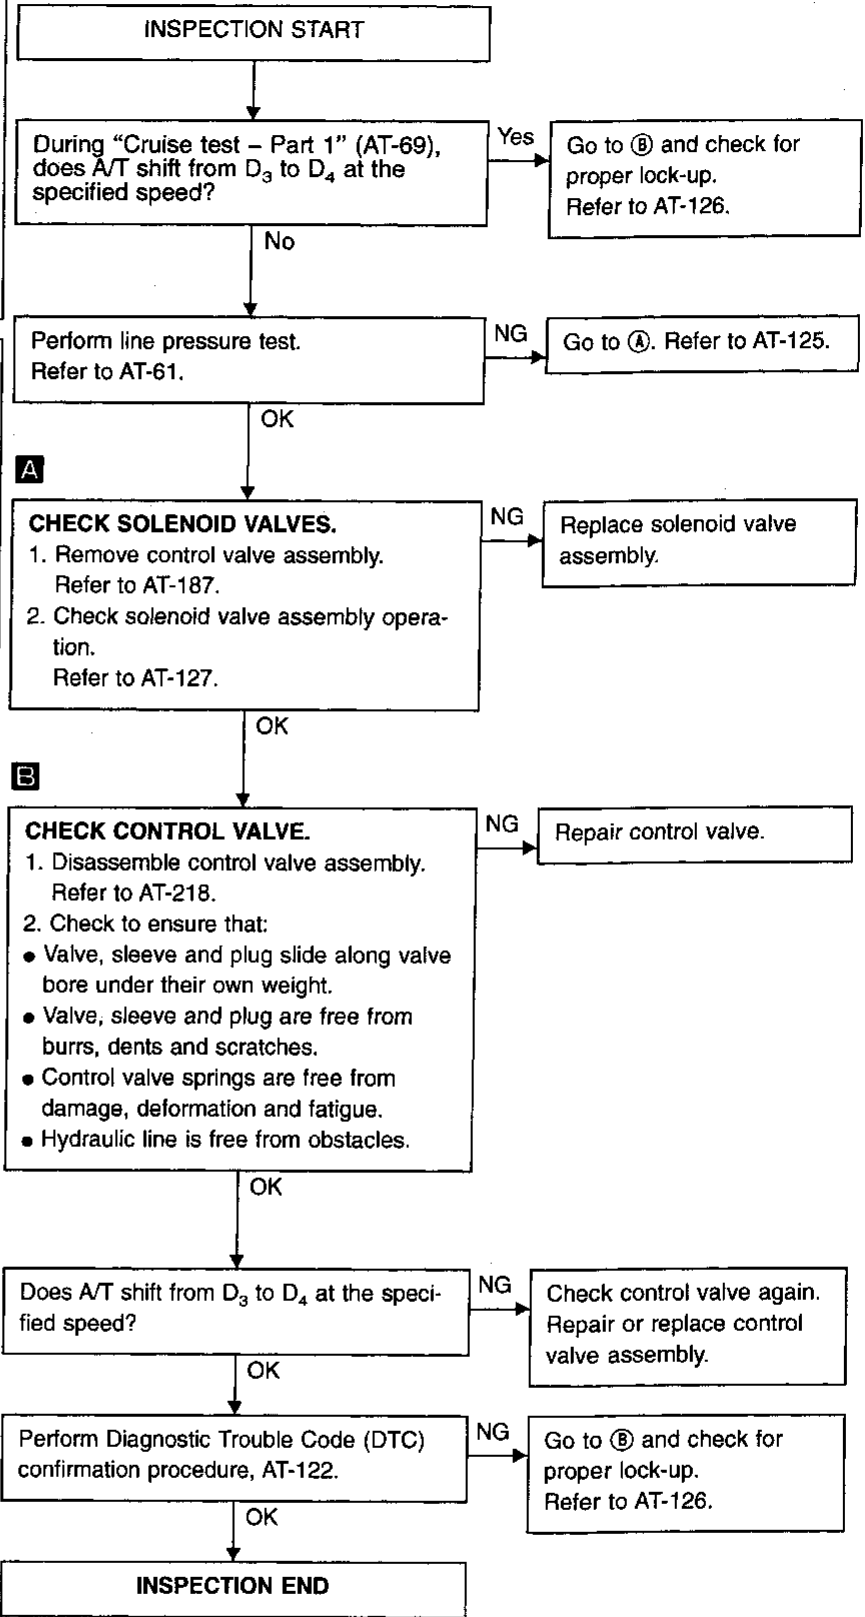 INSPECTION START
During “Cruise test – Part 1” (AT-69),
does A/T shift from D₃ to D₄ at the
specified speed?
Yes
Go to Ⓑ and check for
proper lock-up.
Refer to AT-126.
No
Perform line pressure test.
Refer to AT-61.
NG
Go to Ⓐ. Refer to AT-125.
OK
A
CHECK SOLENOID VALVES.
1. Remove control valve assembly.
Refer to AT-187.
2. Check solenoid valve assembly opera-
tion.
Refer to AT-127.
NG
Replace solenoid valve
assembly.
OK
B
CHECK CONTROL VALVE.
1. Disassemble control valve assembly.
Refer to AT-218.
2. Check to ensure that:
● Valve, sleeve and plug slide along valve
bore under their own weight.
● Valve, sleeve and plug are free from
burrs, dents and scratches.
● Control valve springs are free from
damage, deformation and fatigue.
● Hydraulic line is free from obstacles.
NG
Repair control valve.
OK
Does A/T shift from D₃ to D₄ at the speci-
fied speed?
NG
Check control valve again.
Repair or replace control
valve assembly.
OK
Perform Diagnostic Trouble Code (DTC)
confirmation procedure, AT-122.
NG
Go to Ⓑ and check for
proper lock-up.
Refer to AT-126.
OK
INSPECTION END